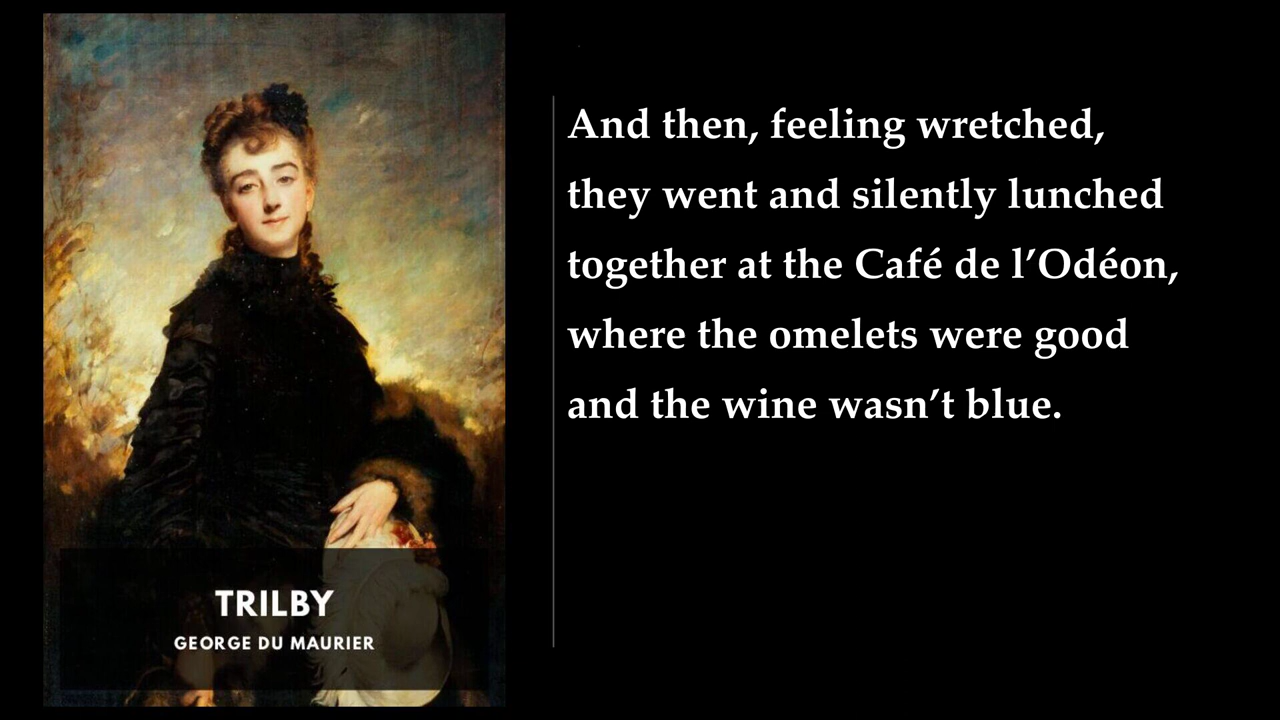 TRILBY
GEORGE DU MAURIER
And then, feeling wretched,
they went and silently lunched
together at the Café de l’Odéon,
where the omelets were good
and the wine wasn’t blue.